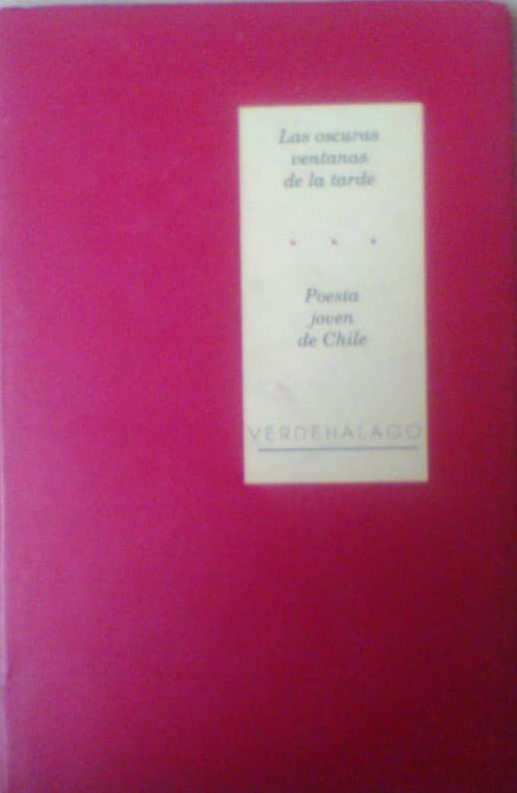 Las oscuras
ventanas
de la tarde
Poesía
joven
de Chile
VERDEHALAGO